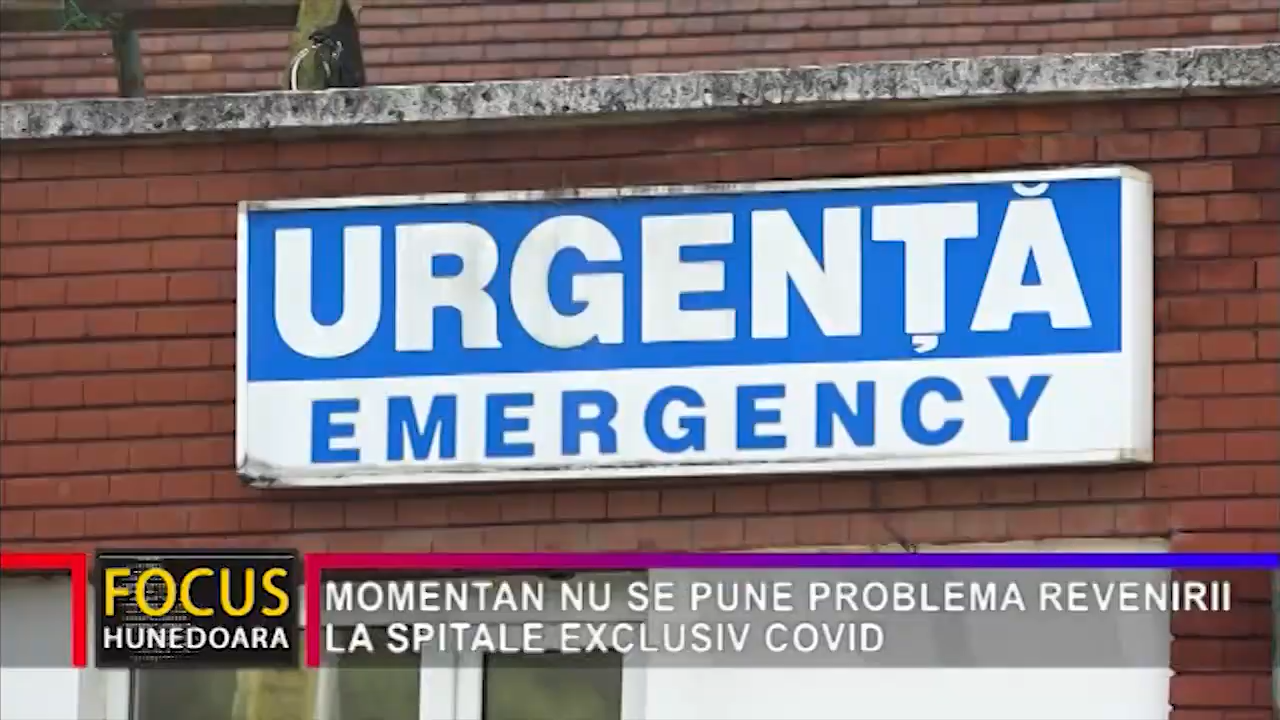 URGENȚĂ
EMERGENCY
FOCUS
HUNEDOARA
MOMENTAN NU SE PUNE PROBLEMA REVENIRII
LA SPITALE EXCLUSIV COVID